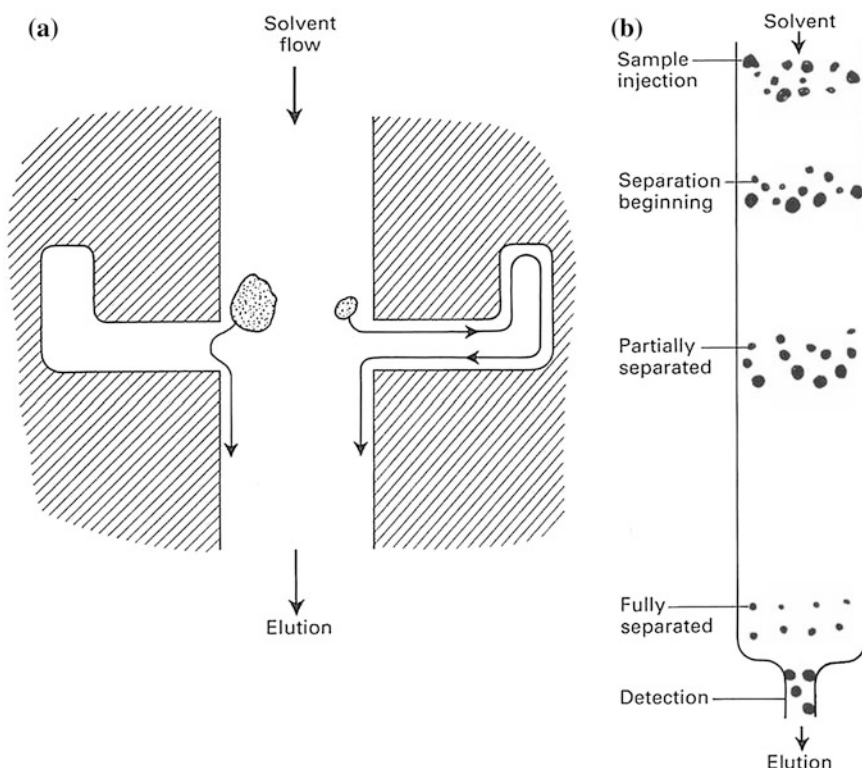 (a)
Solvent
flow
Elution
(b)
Solvent
Sample
injection
Separation
beginning
Partially
separated
Fully
separated
Detection
Elution